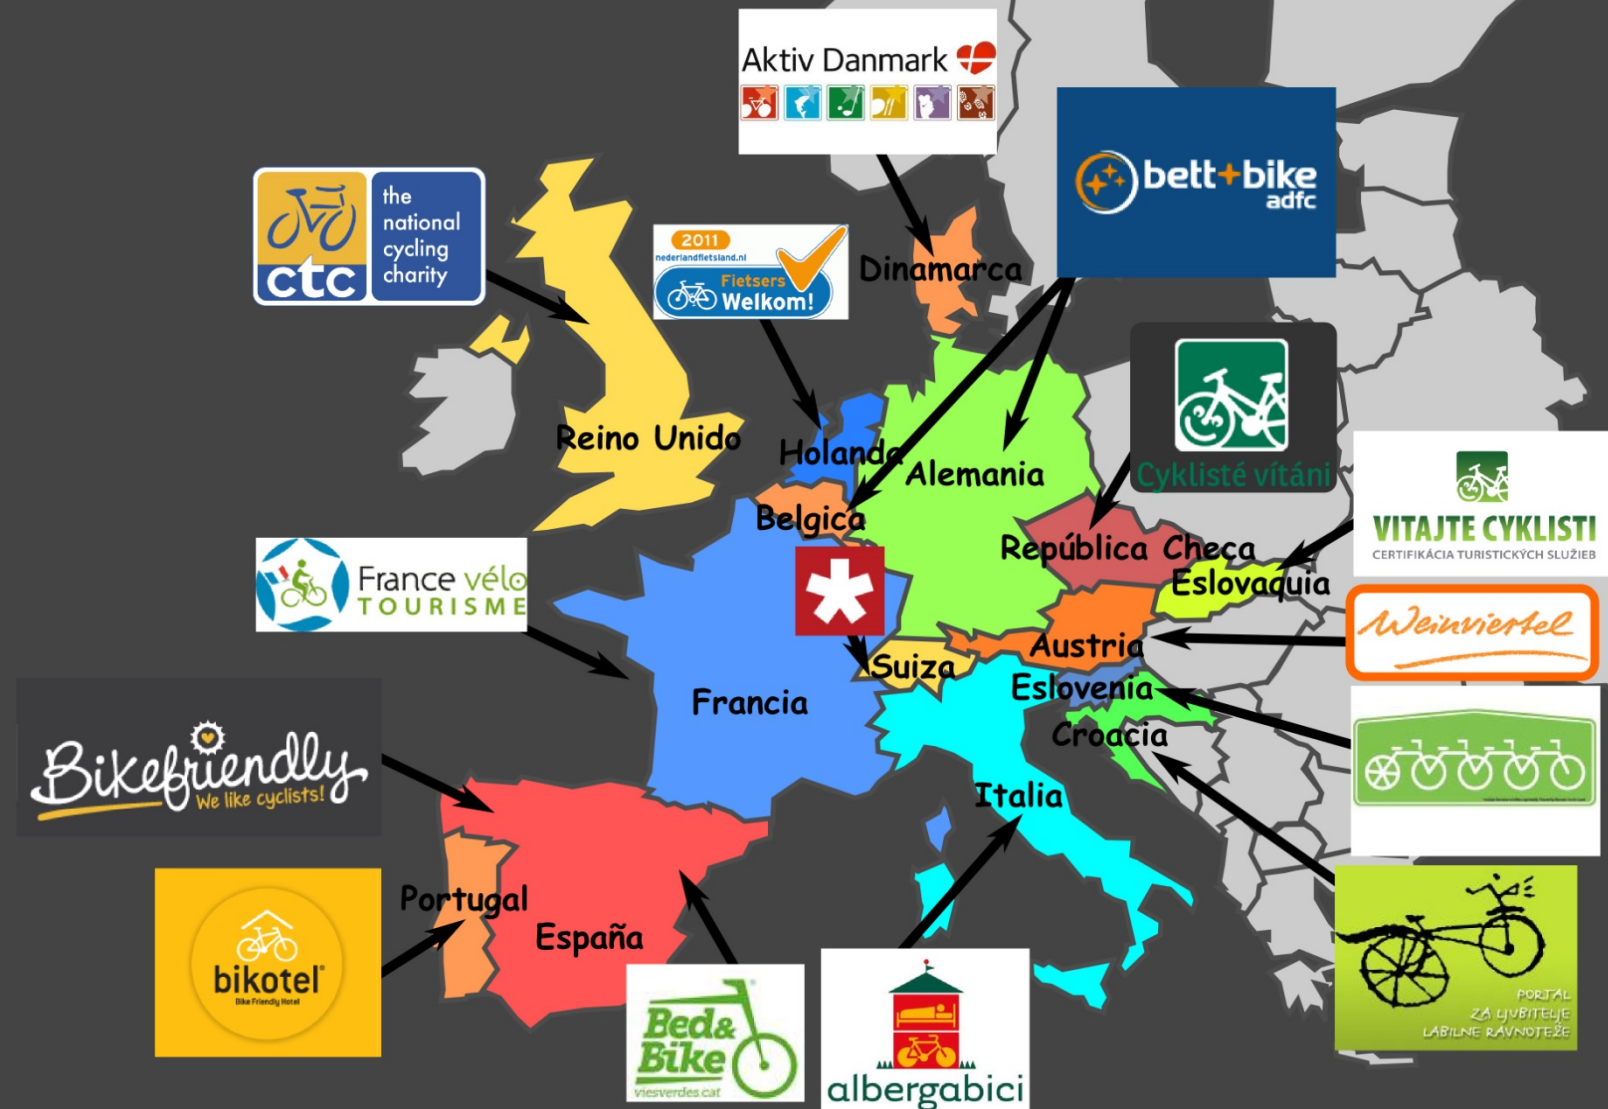 Aktiv Danmark
bett+bike
adfc
the
national
cycling
charity
ctc
2011
nederlandfietsland.nl
Fietsers
Welkom!
Dinamarca
Cyklisté vítáni
Reino Unido
Holanda
Alemania
Belgica
República Checa
Eslovaquia
VITAJTE CYKLISTI
CERTIFIKÁCIA TURISTICKÝCH SLUŽIEB
France vélo
TOURISME
Weinviertel
Austria
Suiza
Eslovenia
Francia
Croacia
Bikefriendly
We like cyclists!
Italia
Portugal
España
bikotel
Bike Friendly Hotel
Bed&
Bike
viesverdes.cat
albergabici
PORTAL
ZA LJUBITELJE
LABILNE RAVNOTEŽE